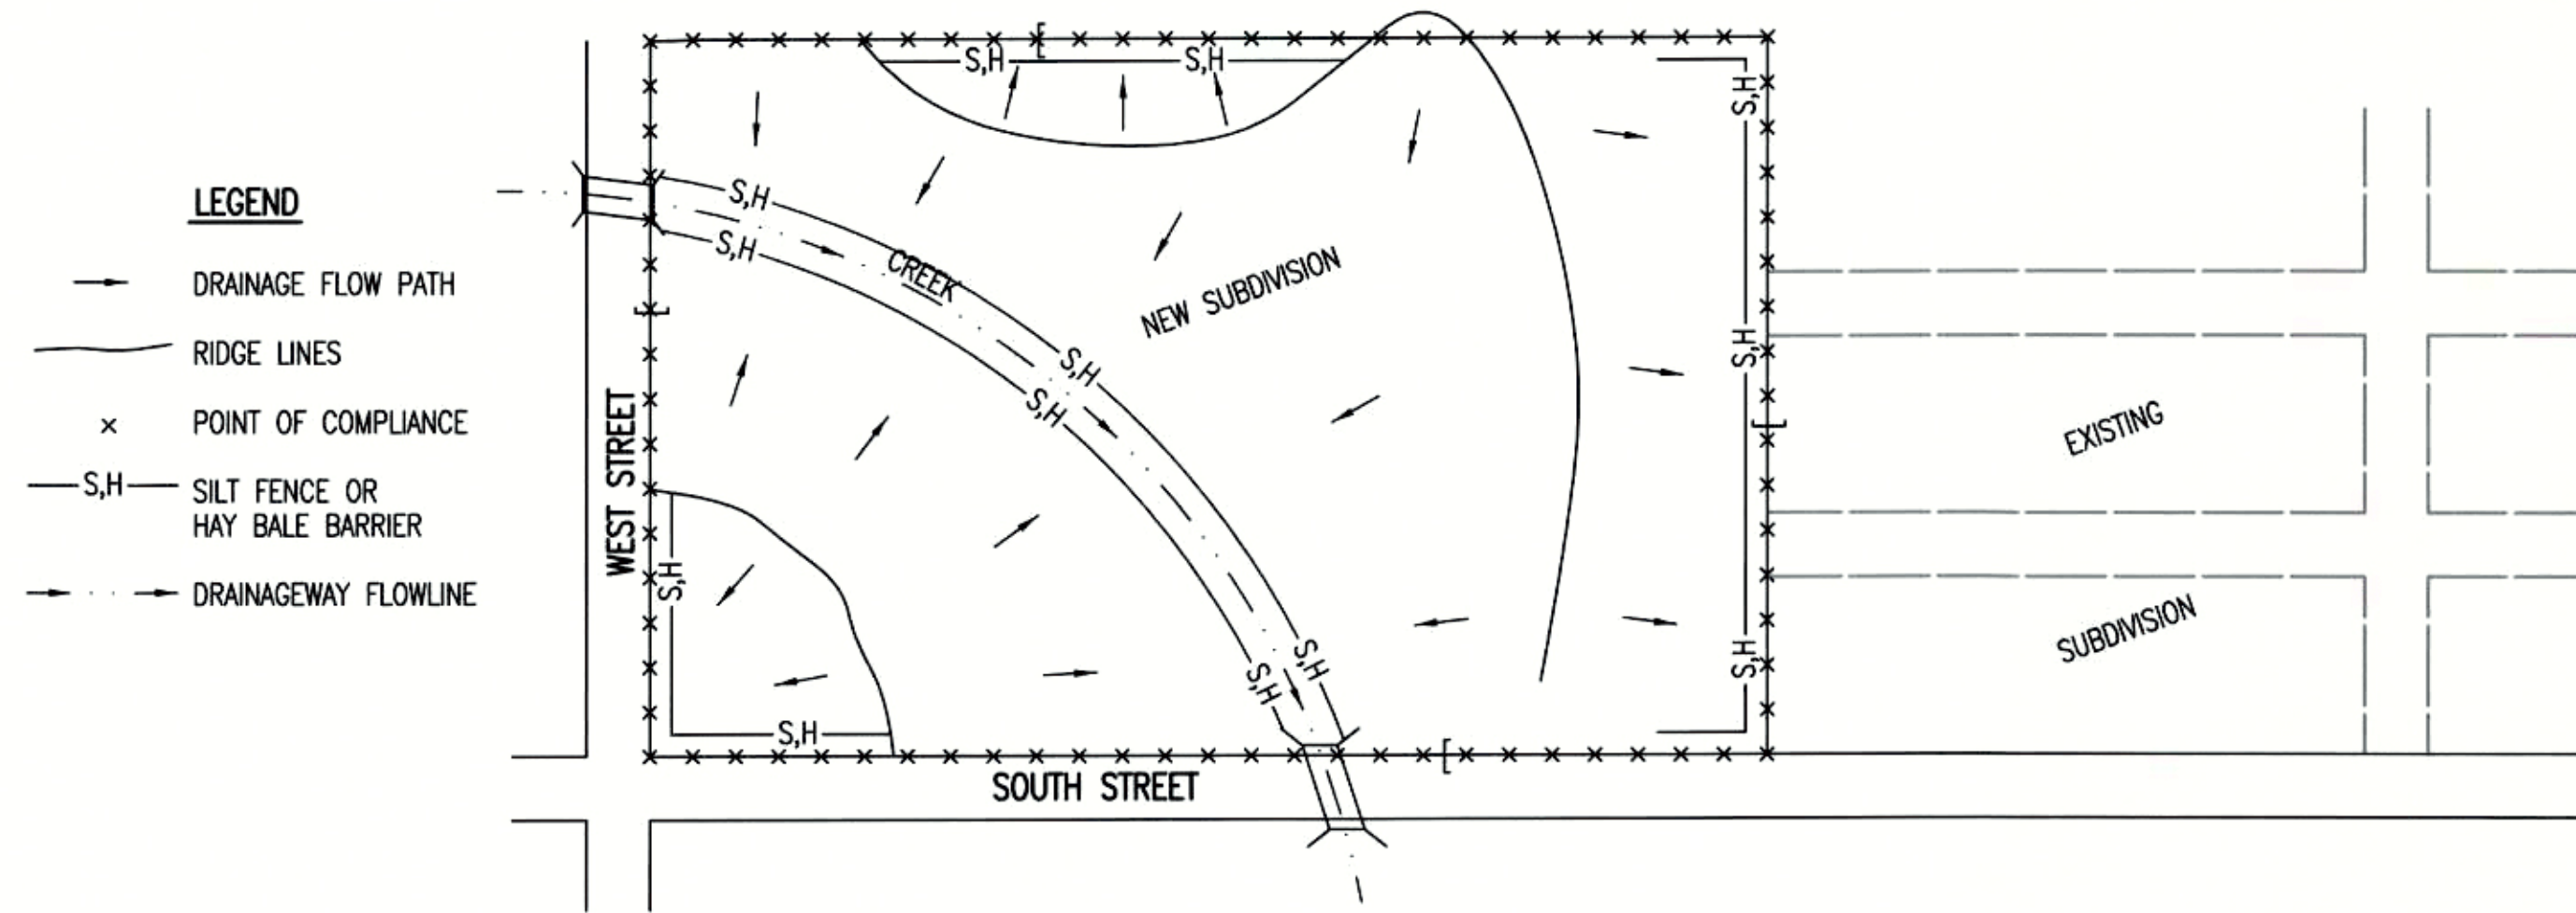 LEGEND
DRAINAGE FLOW PATH
RIDGE LINES
x POINT OF COMPLIANCE
S,H SILT FENCE OR
HAY BALE BARRIER
DRAINAGEWAY FLOWLINE
S,H
S,H
S,H
S,H
S,H
CREEK
NEW SUBDIVISION
S,H
S,H
S,H
EXISTING
WEST STREET
S,H
SUBDIVISION
S,H
S,H
S,H
S,H
SOUTH STREET